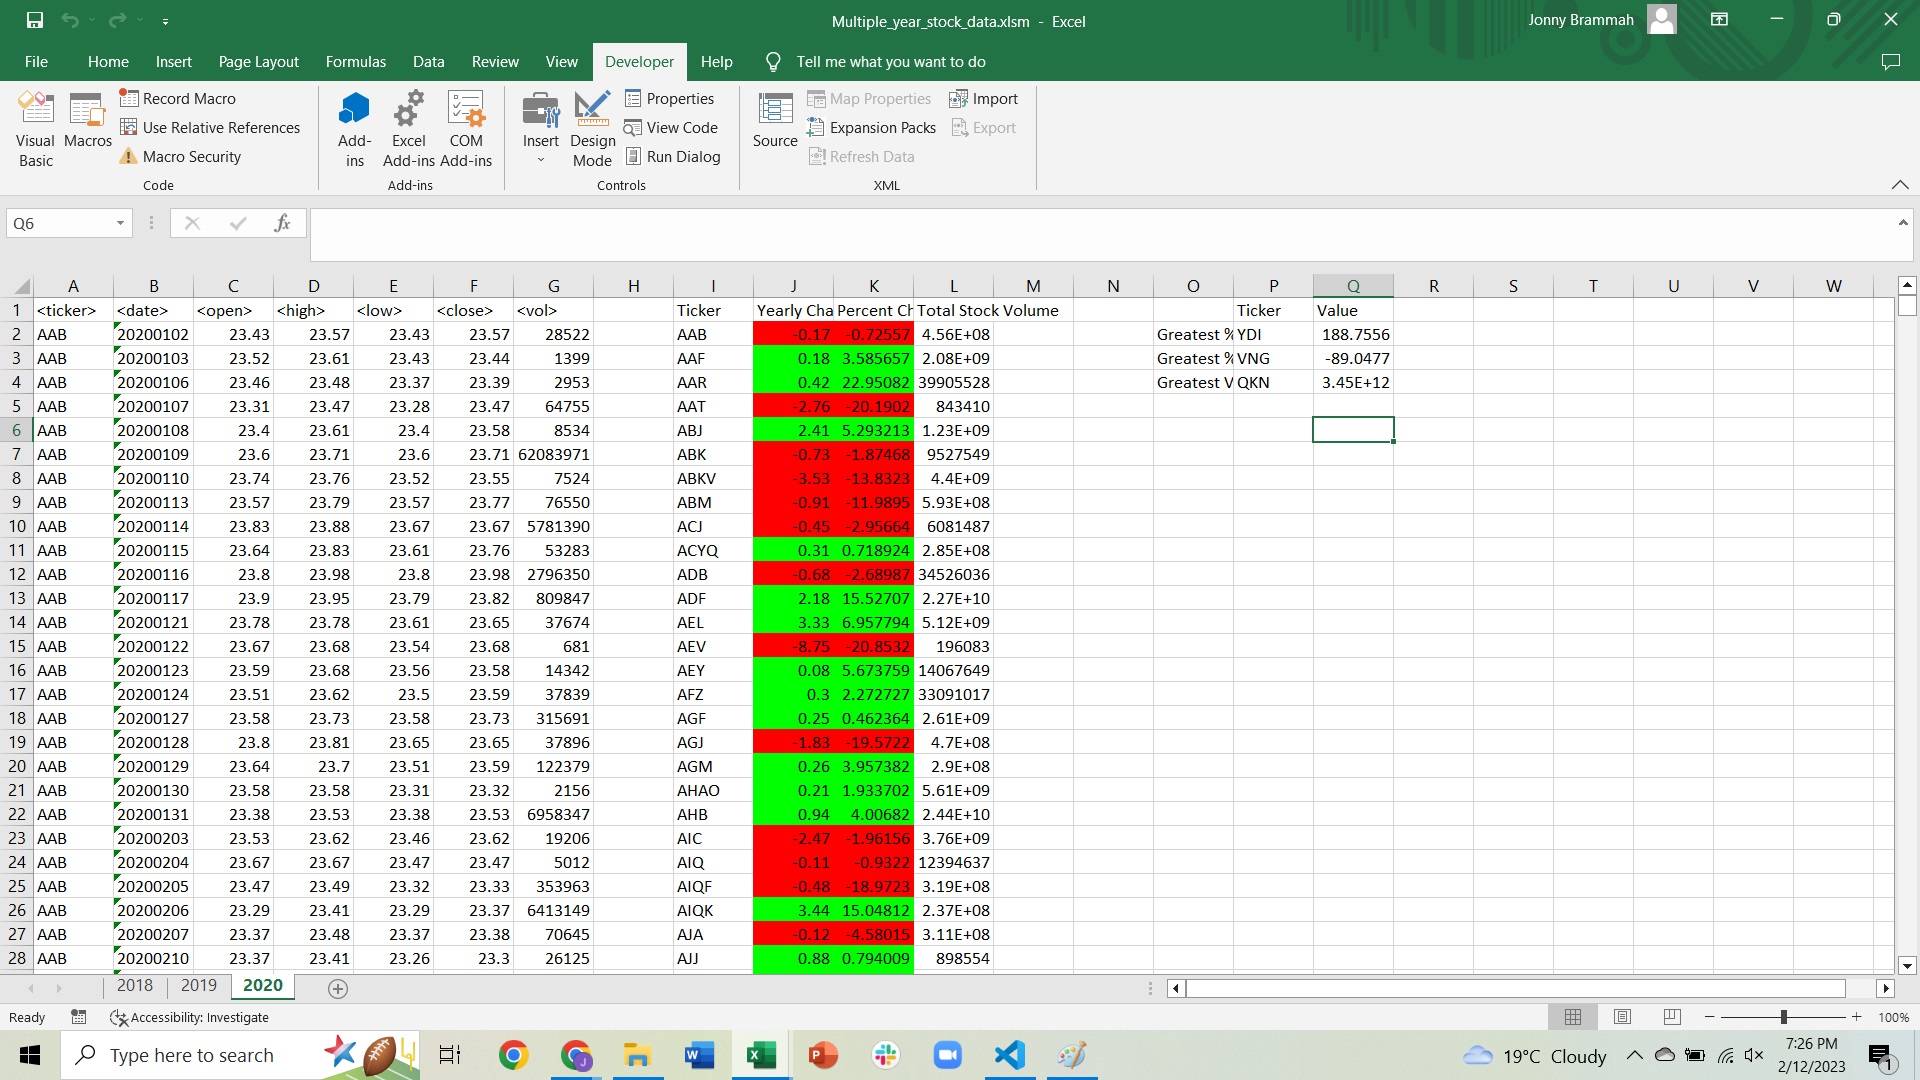 Multiple_year_stock_data.xlsm - Excel
Jonny Brammah
File Home Insert Page Layout Formulas Data Review View Developer Help Tell me what you want to do
Visual Basic
Macros
Record Macro
Use Relative References
Macro Security
Code
Add-ins
Excel Add-ins
COM Add-ins
Add-ins
Insert
Design Mode
Properties
View Code
Run Dialog
Controls
Source
Map Properties
Expansion Packs
Refresh Data
Import
Export
XML
Q6
fx
A B C D E F G H I J K L M N O P Q R S T U V W
1 <ticker> <date> <open> <high> <low> <close> <vol> Ticker Yearly Cha Percent Ch Total Stock Volume Ticker Value
2 AAB 20200102 23.43 23.57 23.43 23.57 28522 AAB -0.17 -0.72557 4.56E+08 Greatest % YDI 188.7556
3 AAB 20200103 23.52 23.61 23.43 23.44 1399 AAF 0.18 3.585657 2.08E+09 Greatest % VNG -89.0477
4 AAB 20200106 23.46 23.48 23.37 23.39 2953 AAR 0.42 22.95082 39905528 Greatest V QKN 3.45E+12
5 AAB 20200107 23.31 23.47 23.28 23.47 64755 AAT -2.76 -20.1902 843410
6 AAB 20200108 23.4 23.61 23.4 23.58 8534 ABJ 2.41 5.293213 1.23E+09
7 AAB 20200109 23.6 23.71 23.6 23.71 62083971 ABK -0.73 -1.87468 9527549
8 AAB 20200110 23.74 23.76 23.52 23.55 7524 ABKV -3.53 -13.8323 4.4E+09
9 AAB 20200113 23.57 23.79 23.57 23.77 76550 ABM -0.91 -11.9895 5.93E+08
10 AAB 20200114 23.83 23.88 23.67 23.67 5781390 ACJ -0.45 -2.95664 6081487
11 AAB 20200115 23.64 23.83 23.61 23.76 53283 ACYQ 0.31 0.718924 2.85E+08
12 AAB 20200116 23.8 23.98 23.8 23.98 2796350 ADB -0.68 -2.68987 34526036
13 AAB 20200117 23.9 23.95 23.79 23.82 809847 ADF 2.18 15.52707 2.27E+10
14 AAB 20200121 23.78 23.78 23.61 23.65 37674 AEL 3.33 6.957794 5.12E+09
15 AAB 20200122 23.67 23.68 23.54 23.68 681 AEV -8.75 -20.8532 196083
16 AAB 20200123 23.59 23.68 23.56 23.58 14342 AEY 0.08 5.673759 14067649
17 AAB 20200124 23.51 23.62 23.5 23.59 37839 AFZ 0.3 2.272727 33091017
18 AAB 20200127 23.58 23.73 23.58 23.73 315691 AGF 0.25 0.462364 2.61E+09
19 AAB 20200128 23.8 23.81 23.65 23.65 37896 AGJ -1.83 -19.5722 4.7E+08
20 AAB 20200129 23.64 23.7 23.51 23.59 122379 AGM 0.26 3.957382 2.9E+08
21 AAB 20200130 23.58 23.58 23.31 23.32 2156 AHAO 0.21 1.933702 5.61E+09
22 AAB 20200131 23.38 23.53 23.38 23.53 6958347 AHB 0.94 4.00682 2.44E+10
23 AAB 20200203 23.53 23.62 23.46 23.62 19206 AIC -2.47 -1.96156 3.76E+09
24 AAB 20200204 23.67 23.67 23.47 23.47 5012 AIQ -0.11 -0.9322 12394637
25 AAB 20200205 23.47 23.49 23.32 23.33 353963 AIQF -0.48 -18.9723 3.19E+08
26 AAB 20200206 23.29 23.41 23.29 23.37 6413149 AIQK 3.44 15.04812 2.37E+08
27 AAB 20200207 23.37 23.48 23.37 23.38 70645 AJA -0.12 -4.58015 3.11E+08
28 AAB 20200210 23.37 23.41 23.26 23.3 26125 AJJ 0.88 0.794009 898554
2018 2019 2020
Ready Accessibility: Investigate 100%
Type here to search
19°C Cloudy
7:26 PM
2/12/2023
1